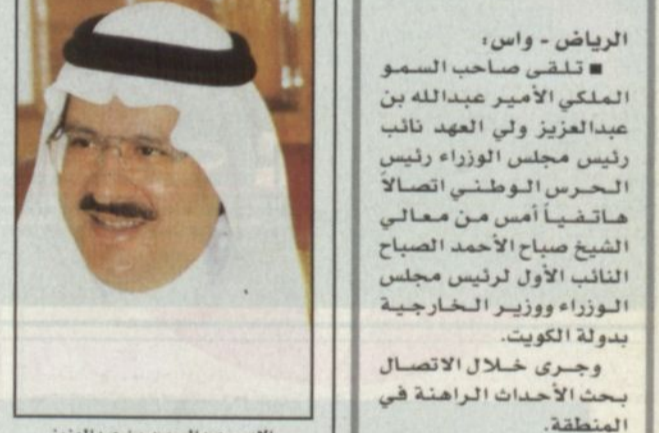 الرياض - واس:
■ تلقى صاحب السمو
الملكي الأمير عبدالله بن
عبدالعزيز ولي العهد نائب
رئيس مجلس الوزراء رئيس
الحرس الوطني اتصالاً
هاتفياً أمس من معالي
الشيخ صباح الأحمد الصباح
النائب الأول لرئيس مجلس
الوزراء ووزير الخارجية
بدولة الكويت.
وجرى خلال الاتصال
بحث الأحداث الراهنة في
المنطقة.